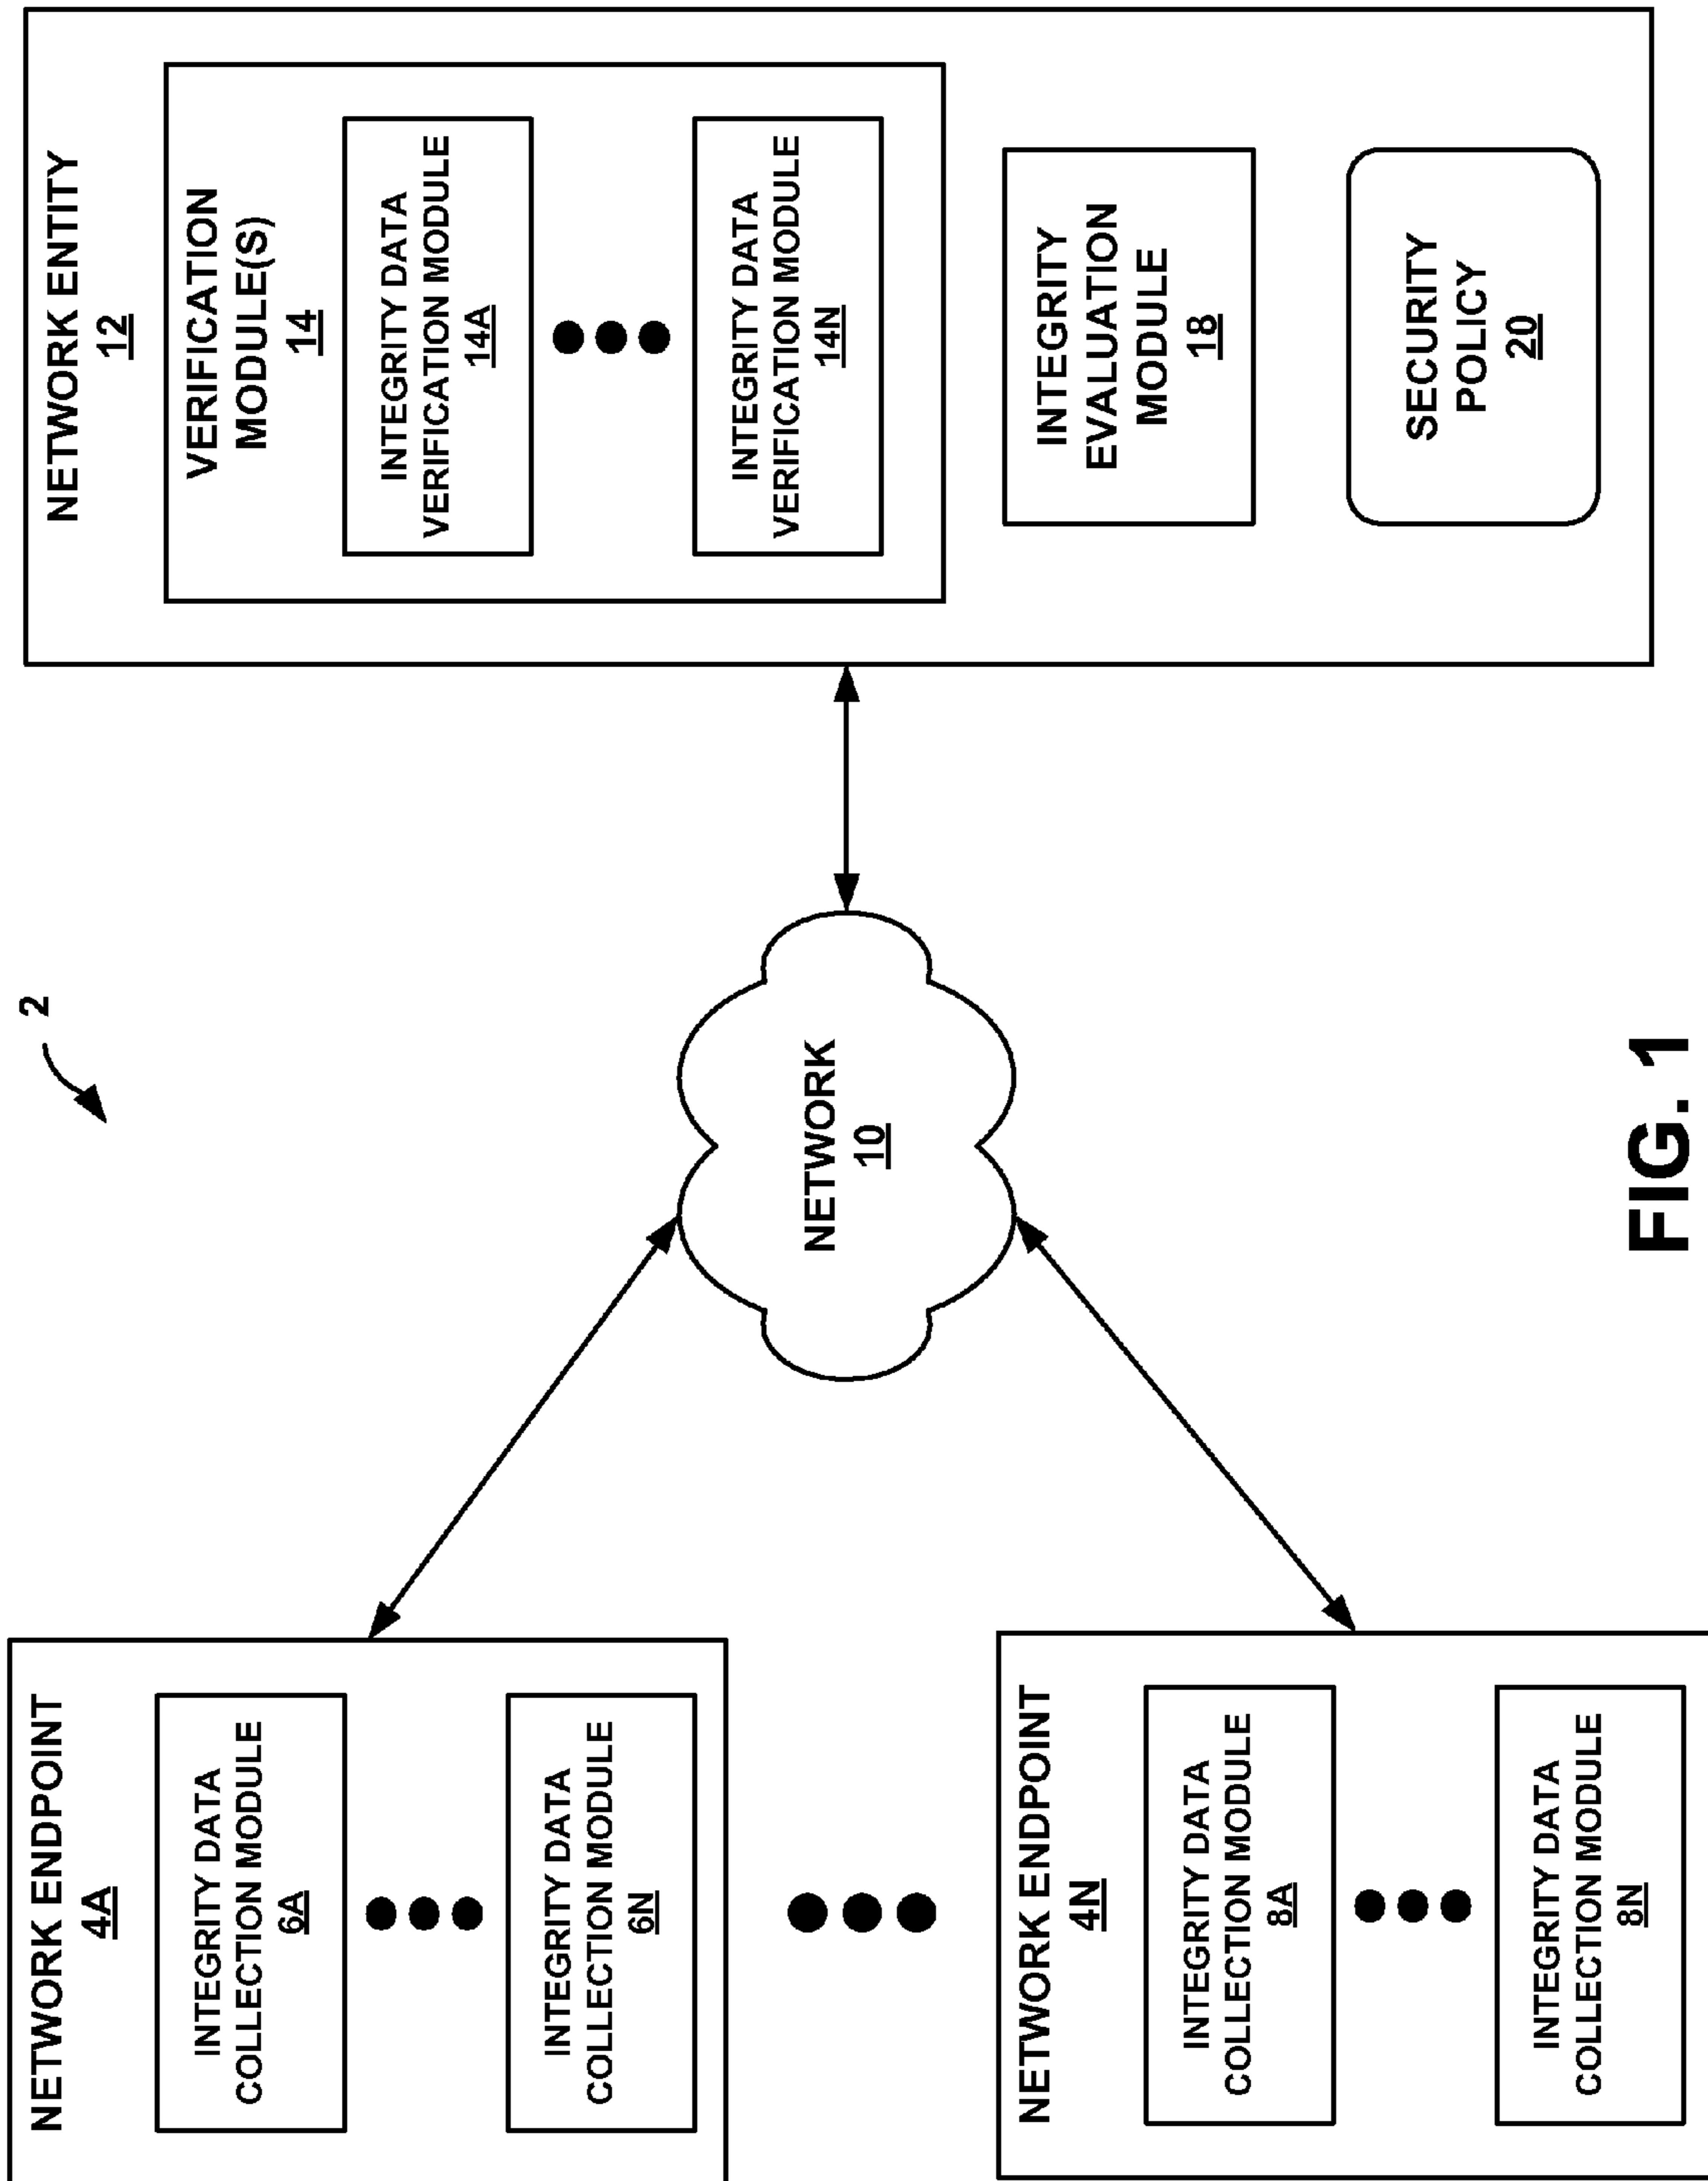 2
NETWORK ENDPOINT
4A
INTEGRITY DATA
COLLECTION MODULE
6A
INTEGRITY DATA
COLLECTION MODULE
6N
NETWORK ENDPOINT
4N
INTEGRITY DATA
COLLECTION MODULE
8A
INTEGRITY DATA
COLLECTION MODULE
8N
NETWORK
10
NETWORK ENTITY
12
VERIFICATION
MODULE(S)
14
INTEGRITY DATA
VERIFICATION MODULE
14A
INTEGRITY DATA
VERIFICATION MODULE
14N
INTEGRITY
EVALUATION
MODULE
18
SECURITY
POLICY
20
FIG. 1